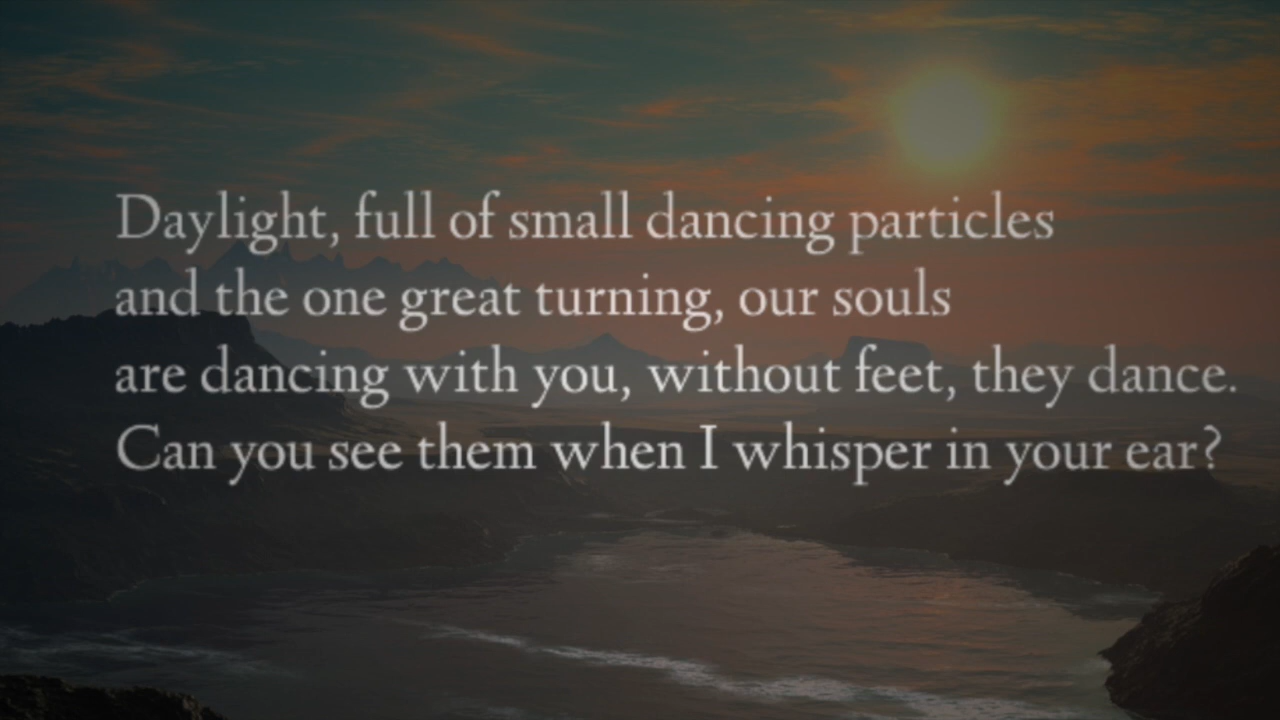 Daylight, full of small dancing particles
and the one great turning, our souls
are dancing with you, without feet, they dance.
Can you see them when I whisper in your ear?